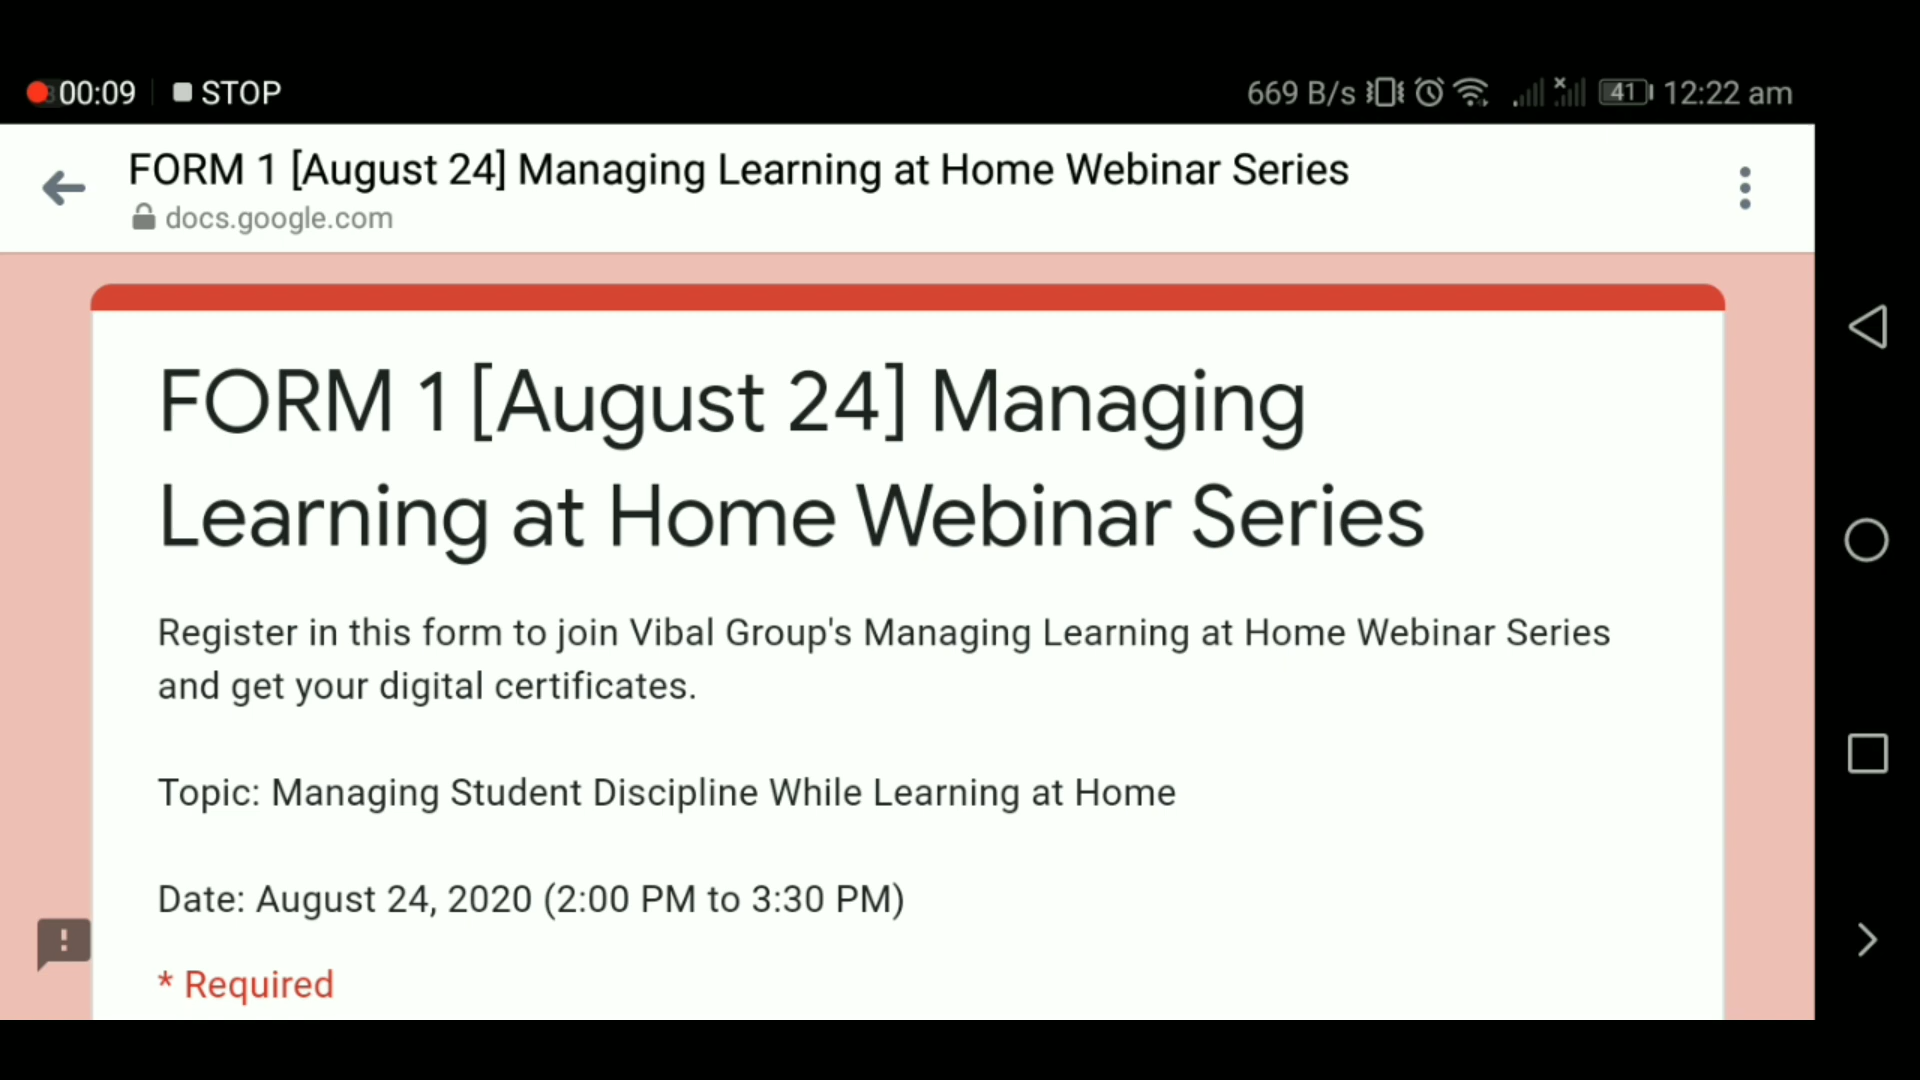 00:09 STOP 669 B/s 41 12:22 am
FORM 1 [August 24] Managing Learning at Home Webinar Series
docs.google.com
FORM 1 [August 24] Managing
Learning at Home Webinar Series
Register in this form to join Vibal Group's Managing Learning at Home Webinar Series
and get your digital certificates.
Topic: Managing Student Discipline While Learning at Home
Date: August 24, 2020 (2:00 PM to 3:30 PM)
* Required